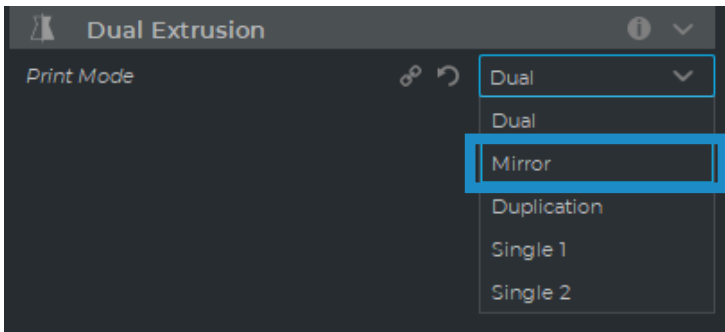 Dual Extrusion
Print Mode Dual
Dual
Mirror
Duplication
Single 1
Single 2